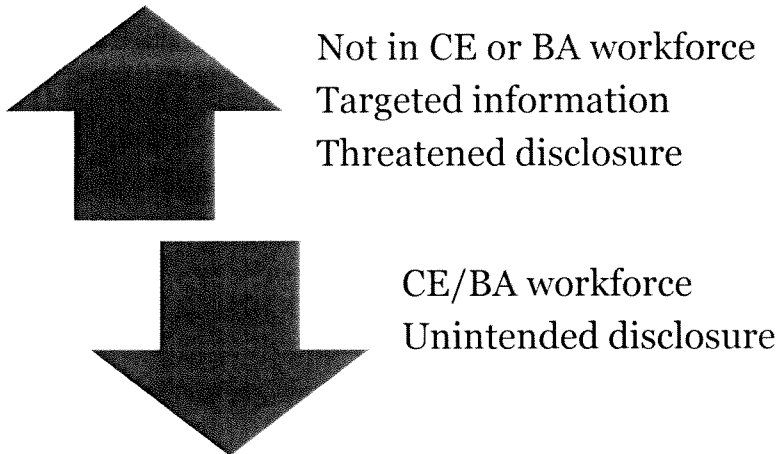 Not in CE or BA workforce
Targeted information
Threatened disclosure
CE/BA workforce
Unintended disclosure